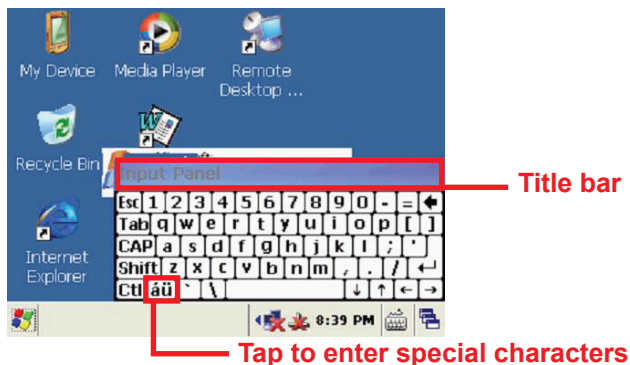 My Device Media Player Remote
Desktop ...
Recycle Bin
Input Panel
Title bar
Esc 1 2 3 4 5 6 7 8 9 0 - =
Tab q w e r t y u i o p [ ]
CAP a s d f g h j k l ; '
Internet
Explorer
Shift z x c v b n m , . /
Ctl áü ` \
8:39 PM
Tap to enter special characters